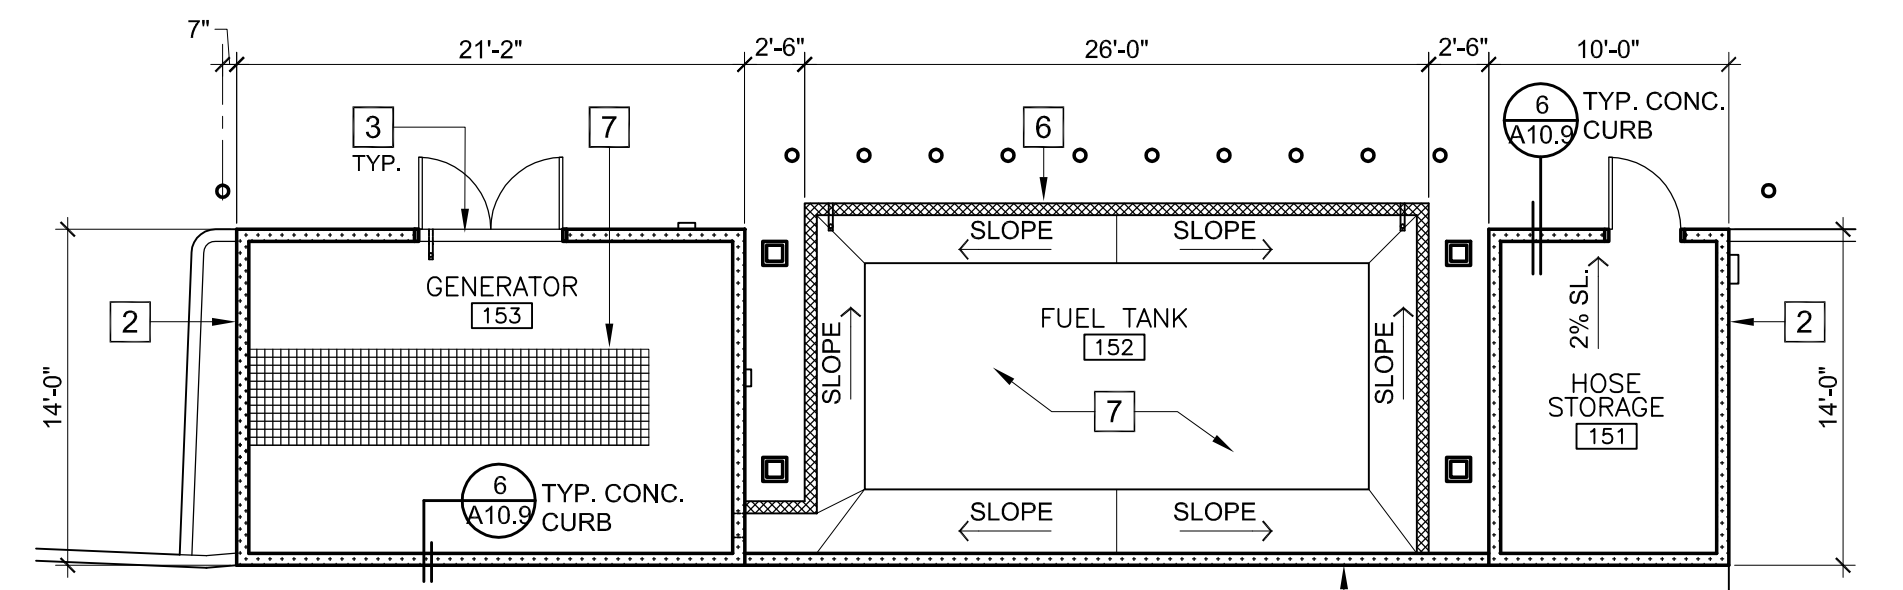 7"
21'-2"
2'-6"
26'-0"
2'-6"
10'-0"
3
TYP.
7
6
6
A10.9
TYP. CONC.
CURB
SLOPE
SLOPE
GENERATOR
153
2
FUEL TANK
152
2% SL.
2
SLOPE
SLOPE
14'-0"
7
HOSE
STORAGE
151
14'-0"
6
A10.9
TYP. CONC.
CURB
SLOPE
SLOPE